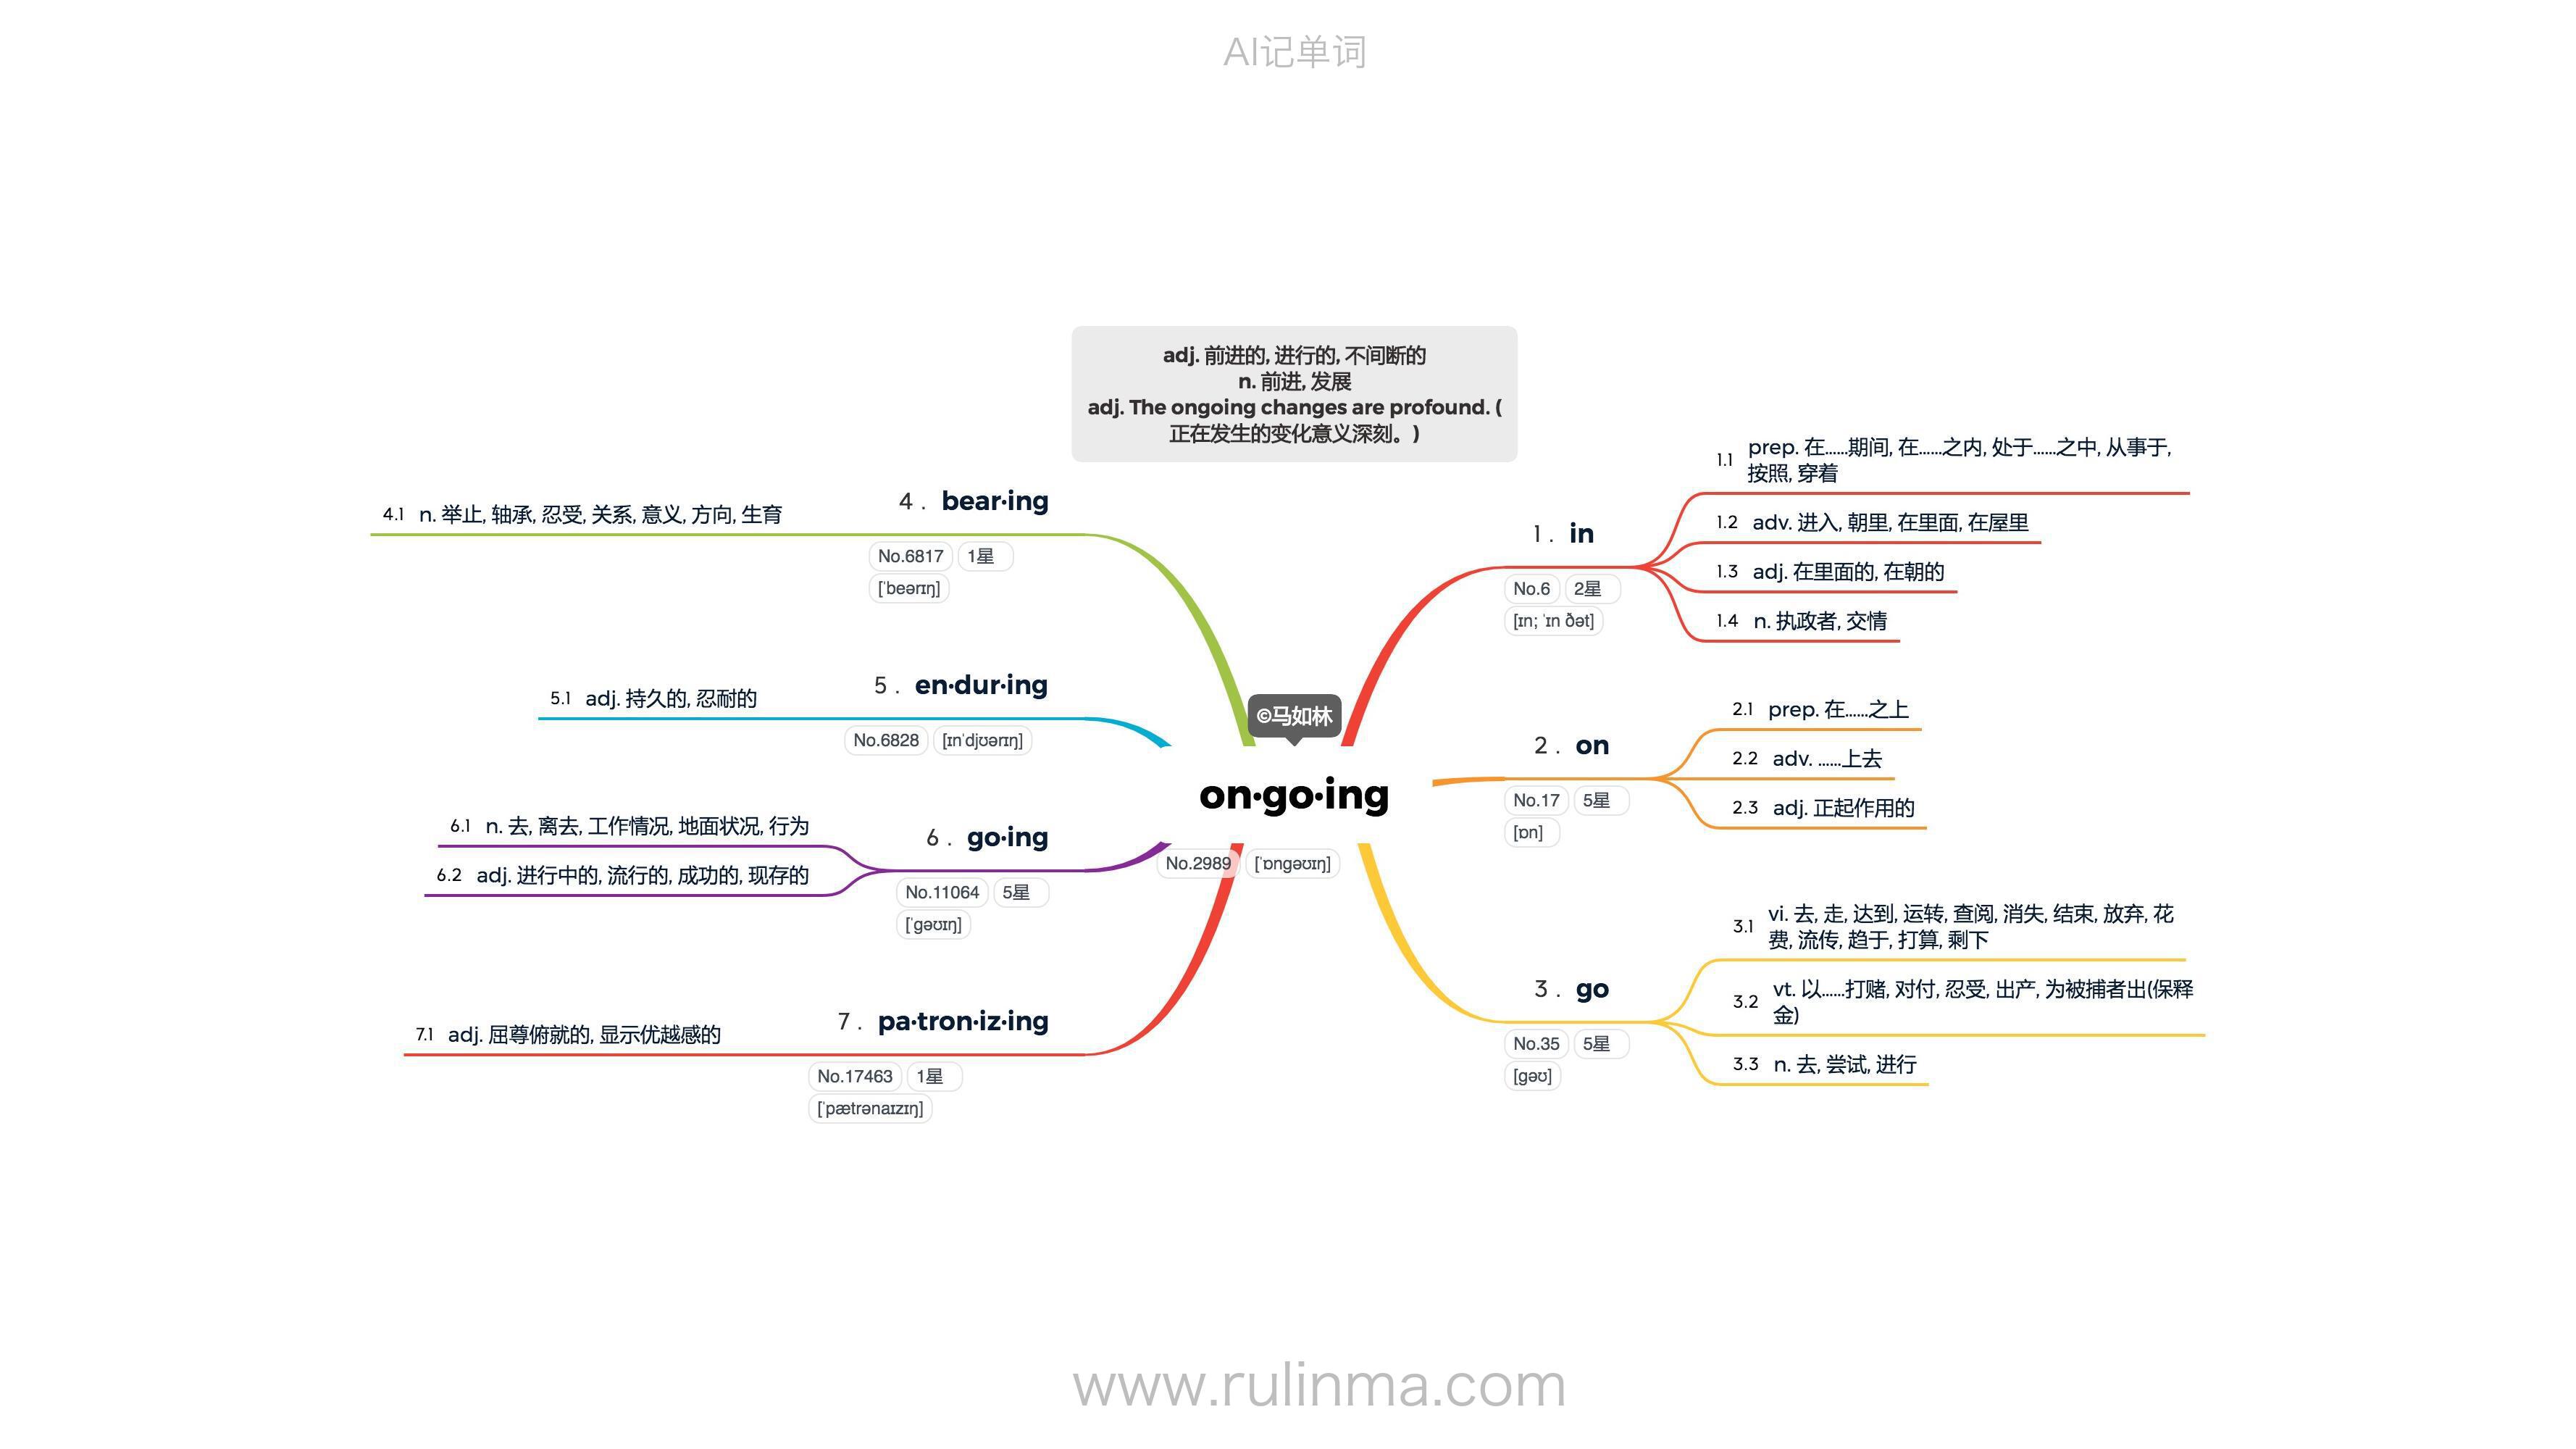 AI记单词
adj. 前进的, 进行的, 不间断的
n. 前进, 发展
adj. The ongoing changes are profound. (
正在发生的变化意义深刻。)
©马如林
on·go·ing
No.2989 [ˈɒngəʊɪŋ]
1. in
No.6 2星
[ɪn; ˈɪn ðət]
1.1 prep. 在……期间, 在……之内, 处于……之中, 从事于,
按照, 穿着
1.2 adv. 进入, 朝里, 在里面, 在屋里
1.3 adj. 在里面的, 在朝的
1.4 n. 执政者, 交情
2. on
No.17 5星
[ɒn]
2.1 prep. 在……之上
2.2 adv. ……上去
2.3 adj. 正起作用的
3. go
No.35 5星
[gəʊ]
3.1 vi. 去, 走, 达到, 运转, 查阅, 消失, 结束, 放弃, 花
费, 流传, 趋于, 打算, 剩下
3.2 vt. 以……打赌, 对付, 忍受, 出产, 为被捕者出(保释
金)
3.3 n. 去, 尝试, 进行
4. bear·ing
No.6817 1星
[ˈbeərɪŋ]
4.1 n. 举止, 轴承, 忍受, 关系, 意义, 方向, 生育
5. en·dur·ing
No.6828 [ɪnˈdjʊərɪŋ]
5.1 adj. 持久的, 忍耐的
6. go·ing
No.11064 5星
[ˈgəʊɪŋ]
6.1 n. 去, 离去, 工作情况, 地面状况, 行为
6.2 adj. 进行中的, 流行的, 成功的, 现存的
7. pa·tron·iz·ing
No.17463 1星
[ˈpætrənaɪzɪŋ]
7.1 adj. 屈尊俯就的, 显示优越感的
www.rulinma.com